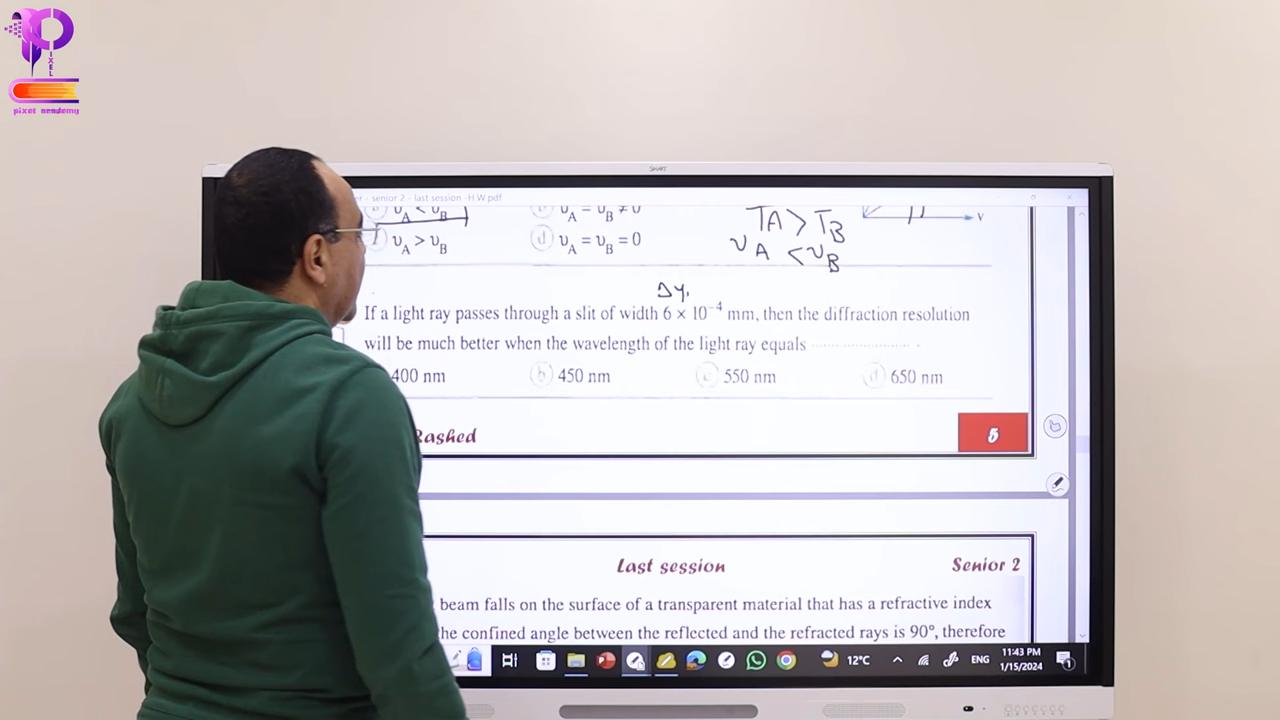 PIXEL
pixel academy
SMART
senior 2 - last session -H W.pdf
υA < υB
b υA = υB ≠ 0
υA > υB
d υA = υB = 0
TA > TB
υA < υB
v
Δy,
If a light ray passes through a slit of width 6 × 10⁻⁴ mm, then the diffraction resolution
will be much better when the wavelength of the light ray equals ....................
400 nm
b 450 nm
c 550 nm
d 650 nm
Rashed
5
Last session
Senior 2
beam falls on the surface of a transparent material that has a refractive index
the confined angle between the reflected and the refracted rays is 90°, therefore
12°C
ENG
11:43 PM
1/15/2024